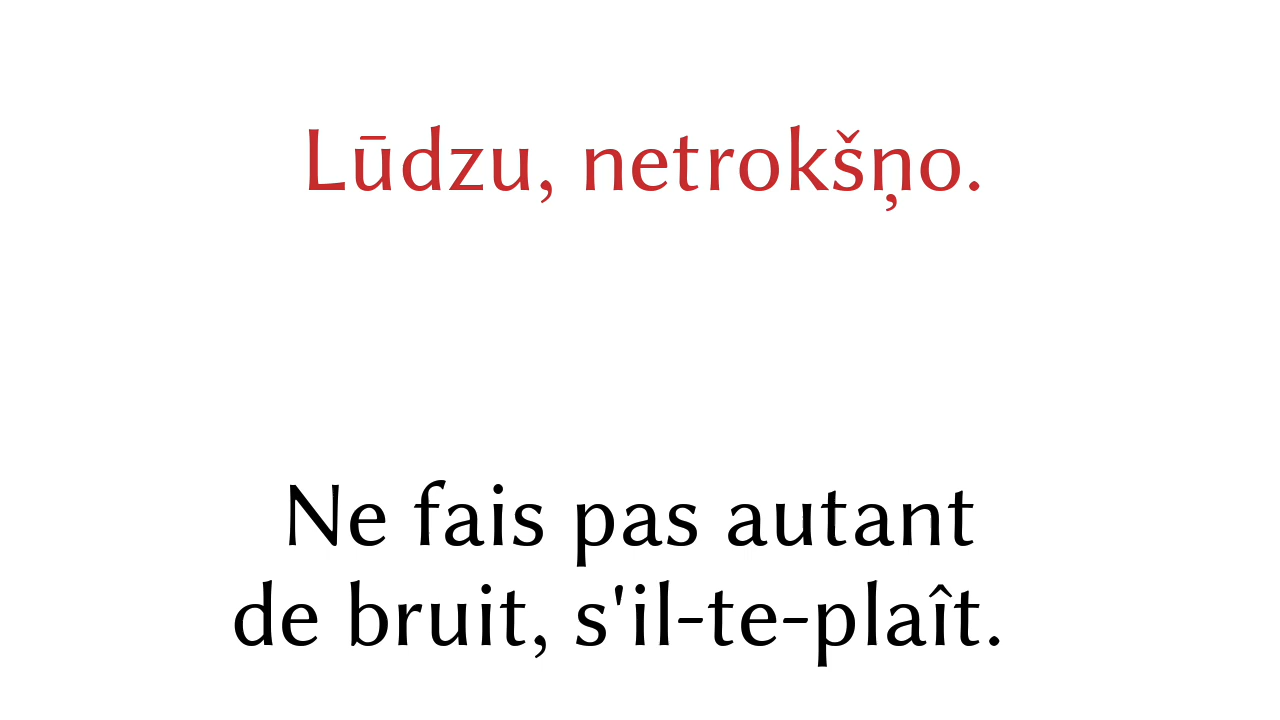 Lūdzu, netrokšņo.
Ne fais pas autant
de bruit, s'il-te-plaît.